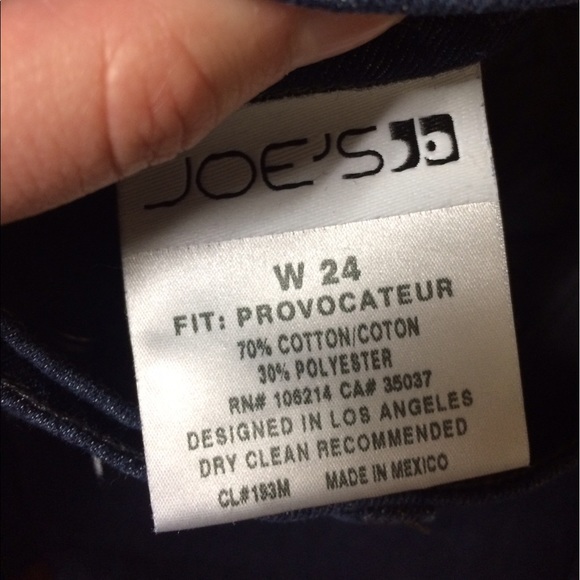 JOE'S
W 24
FIT: PROVOCATEUR
70% COTTON/COTON
30% POLYESTER
RN# 106214 CA# 35037
DESIGNED IN LOS ANGELES
DRY CLEAN RECOMMENDED
CL#193M MADE IN MEXICO